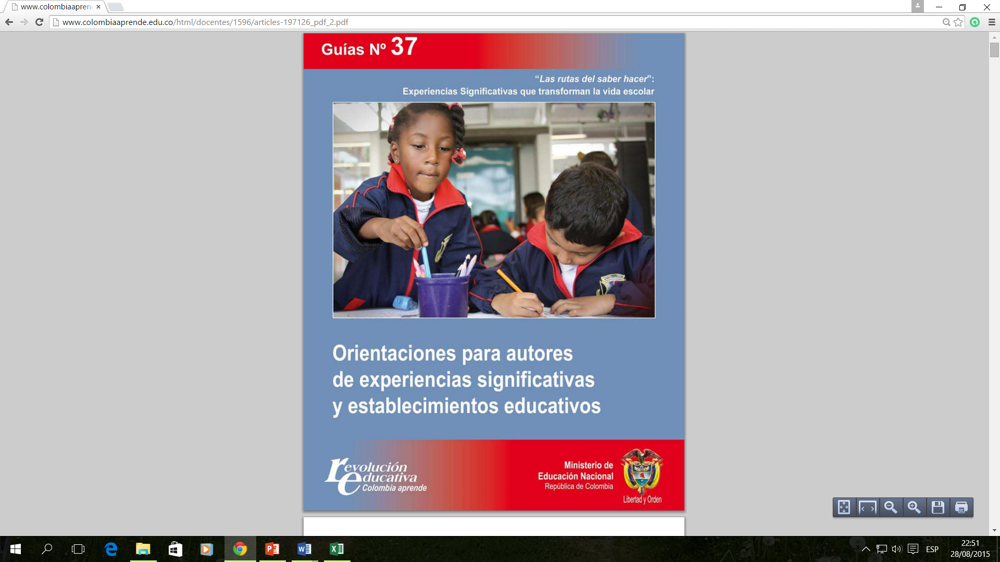 www.colombiaapren
www.colombiaaprende.edu.co/html/docentes/1596/articles-197126_pdf_2.pdf
Guías Nº 37
“Las rutas del saber hacer”:
Experiencias Significativas que transforman la vida escolar
Orientaciones para autores
de experiencias significativas
y establecimientos educativos
revolución
educativa
Colombia aprende
Ministerio de
Educación Nacional
República de Colombia
Libertad y Orden
ESP
22:51
28/08/2015